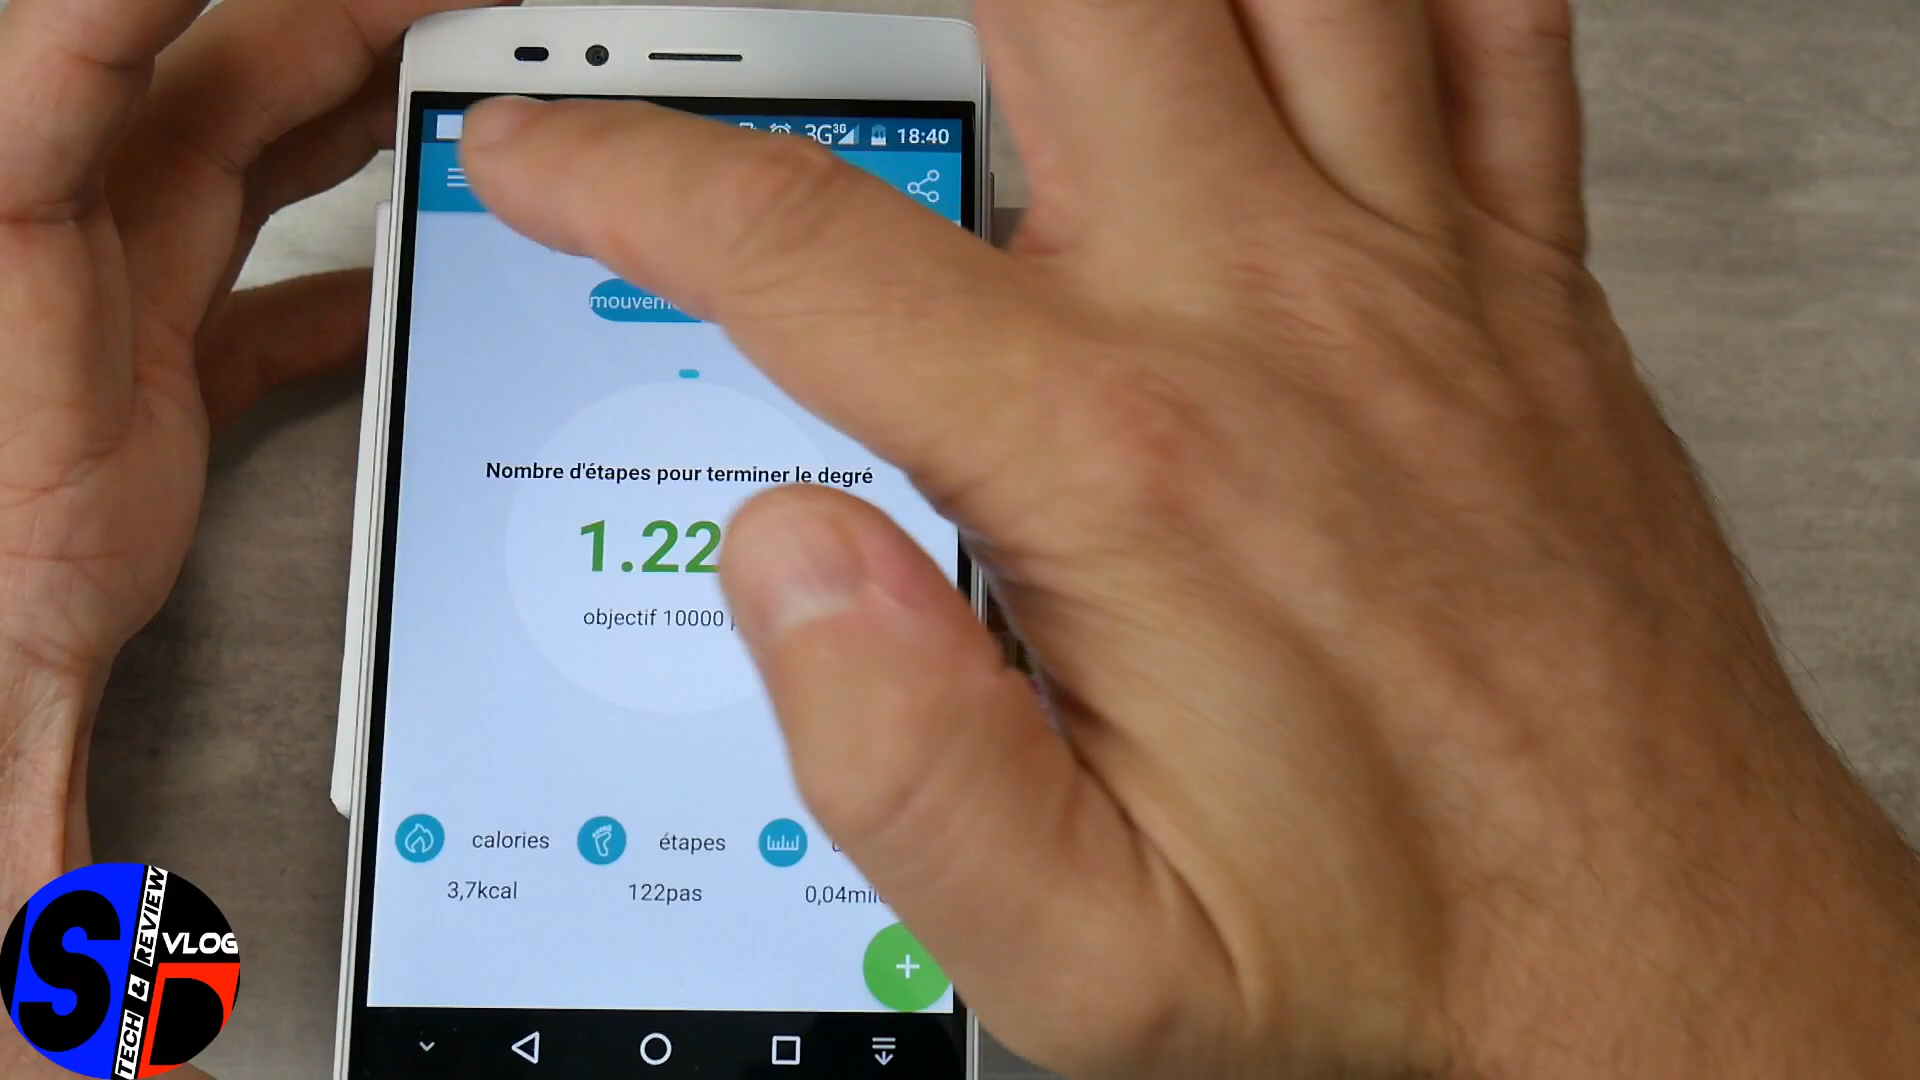 3G 3G 18:40
Nombre d'étapes pour terminer le degré
1.22
objectif 10000
calories étapes
3,7kcal 122pas
S TECH & REVIEW VLOG D